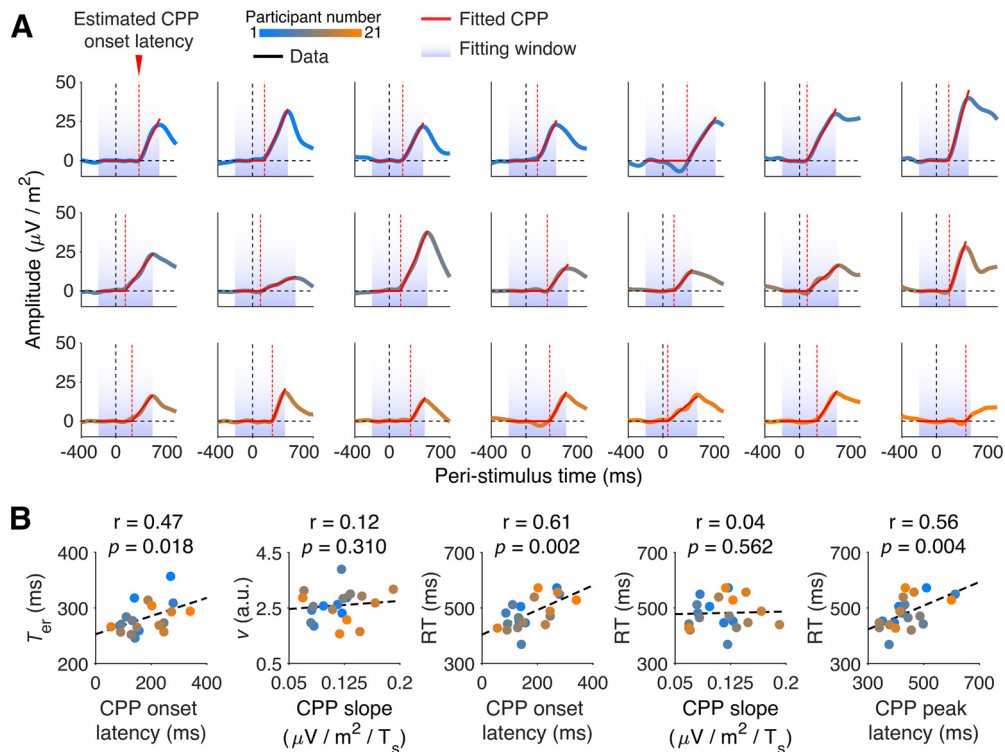 A
Estimated CPP
onset latency
Participant number
1 21
Data
Fitted CPP
Fitting window
Amplitude (μV / m²)
50
25
0
50
25
0
50
25
0
-400 0 700 -400 0 700 -400 0 700 -400 0 700 -400 0 700 -400 0 700 -400 0 700
Peri-stimulus time (ms)
B
r = 0.47
p = 0.018
Ter (ms)
400
300
200
0 200 400
CPP onset
latency (ms)
r = 0.12
p = 0.310
v (a.u.)
4.5
2.5
0.5
0.05 0.125 0.2
CPP slope
(μV / m² / Ts)
r = 0.61
p = 0.002
RT (ms)
700
500
300
0 200 400
CPP onset
latency (ms)
r = 0.04
p = 0.562
RT (ms)
700
500
300
0.05 0.125 0.2
CPP slope
(μV / m² / Ts)
r = 0.56
p = 0.004
RT (ms)
700
500
300
300 500 700
CPP peak
latency (ms)